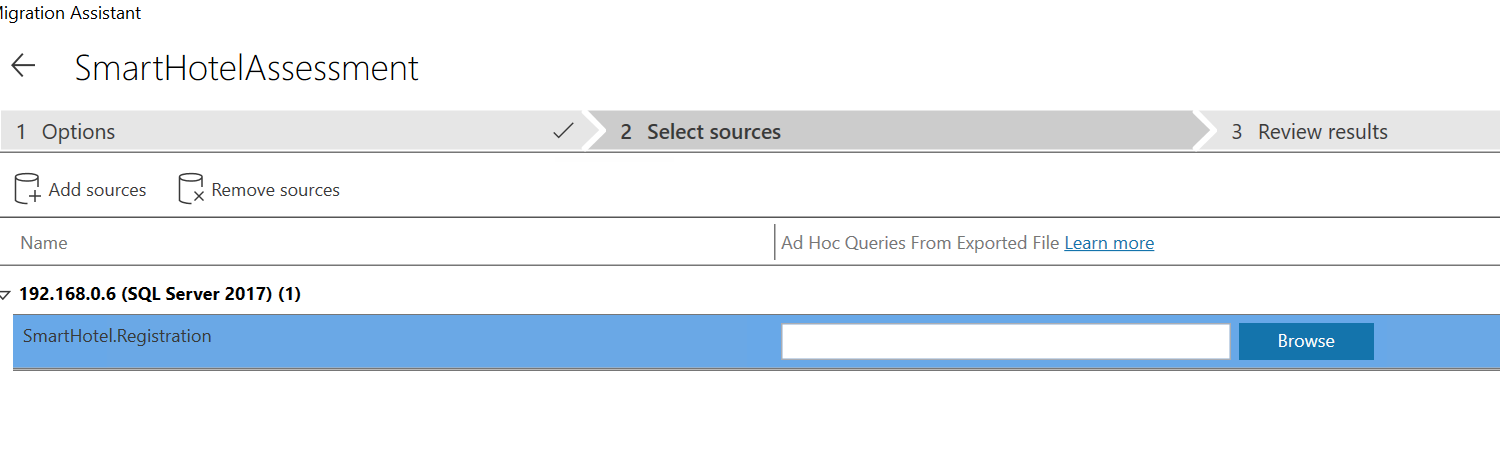 Migration Assistant
SmartHotelAssessment
1 Options
2 Select sources
3 Review results
Add sources
Remove sources
Name
Ad Hoc Queries From Exported File Learn more
192.168.0.6 (SQL Server 2017) (1)
SmartHotel.Registration
Browse